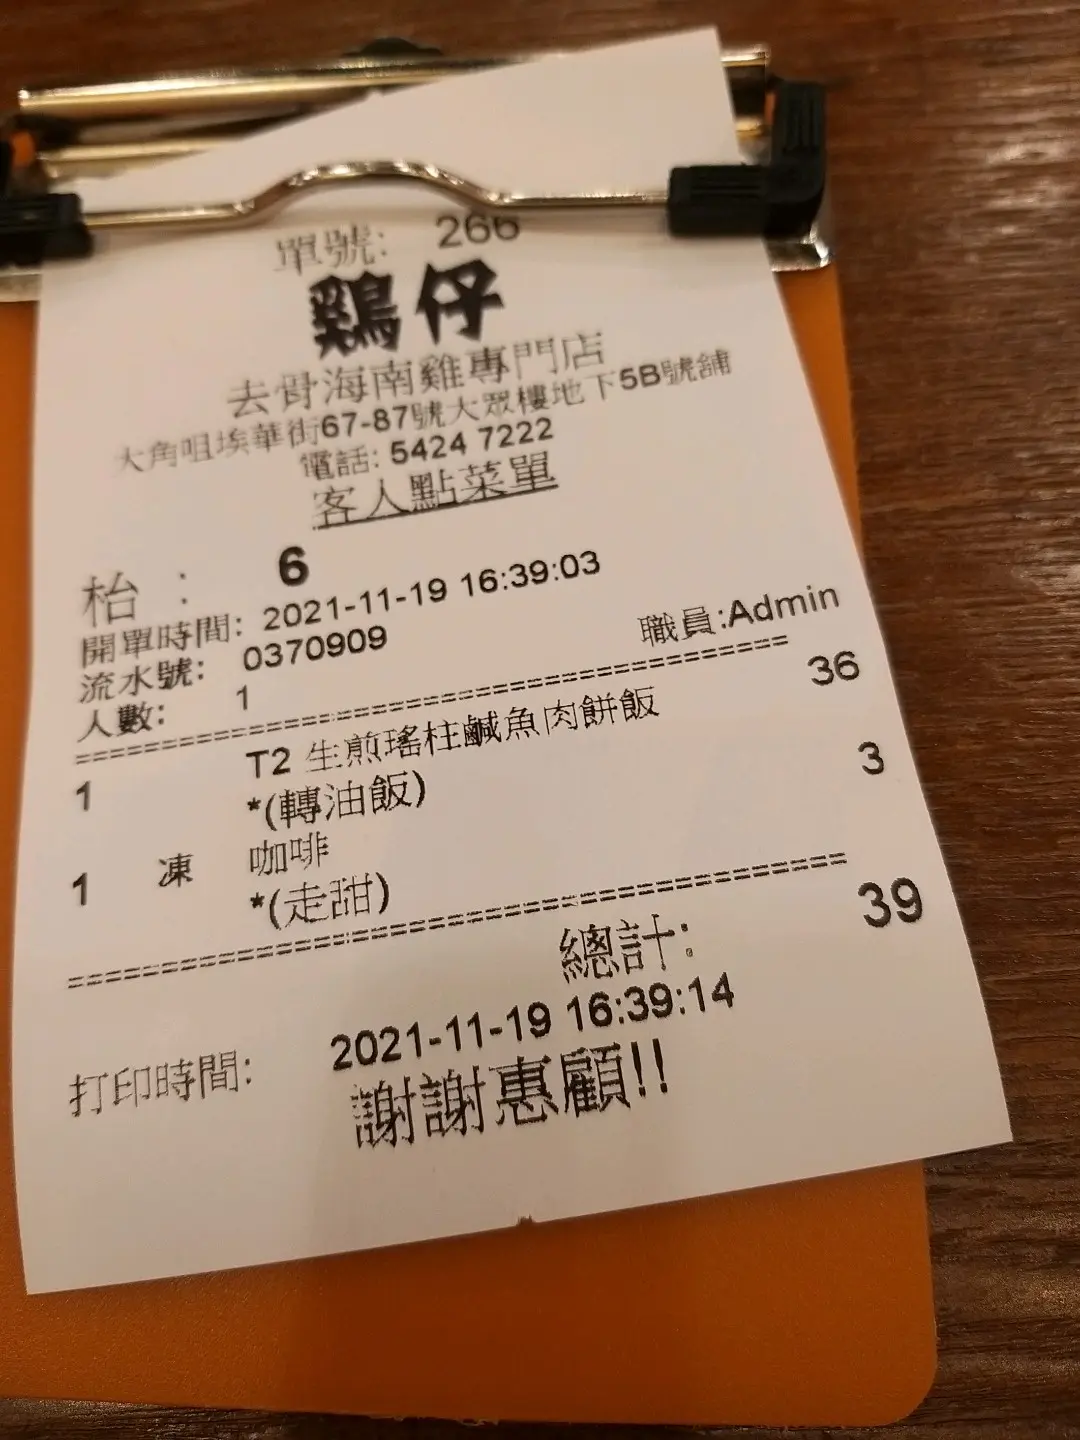 單號: 266
鷄仔
去骨海南雞專門店
大角咀埃華街67-87號大眾樓地下5B號舖
電話: 5424 7222
客人點菜單
枱 : 6
開單時間: 2021-11-19 16:39:03
流水號: 0370909 職員:Admin
人數: 1
==================================
1 T2 生煎瑤柱鹹魚肉餅飯 36
*(轉油飯)
1 凍 咖啡 3
*(走甜)
==================================
總計: 39
打印時間: 2021-11-19 16:39:14
謝謝惠顧!!